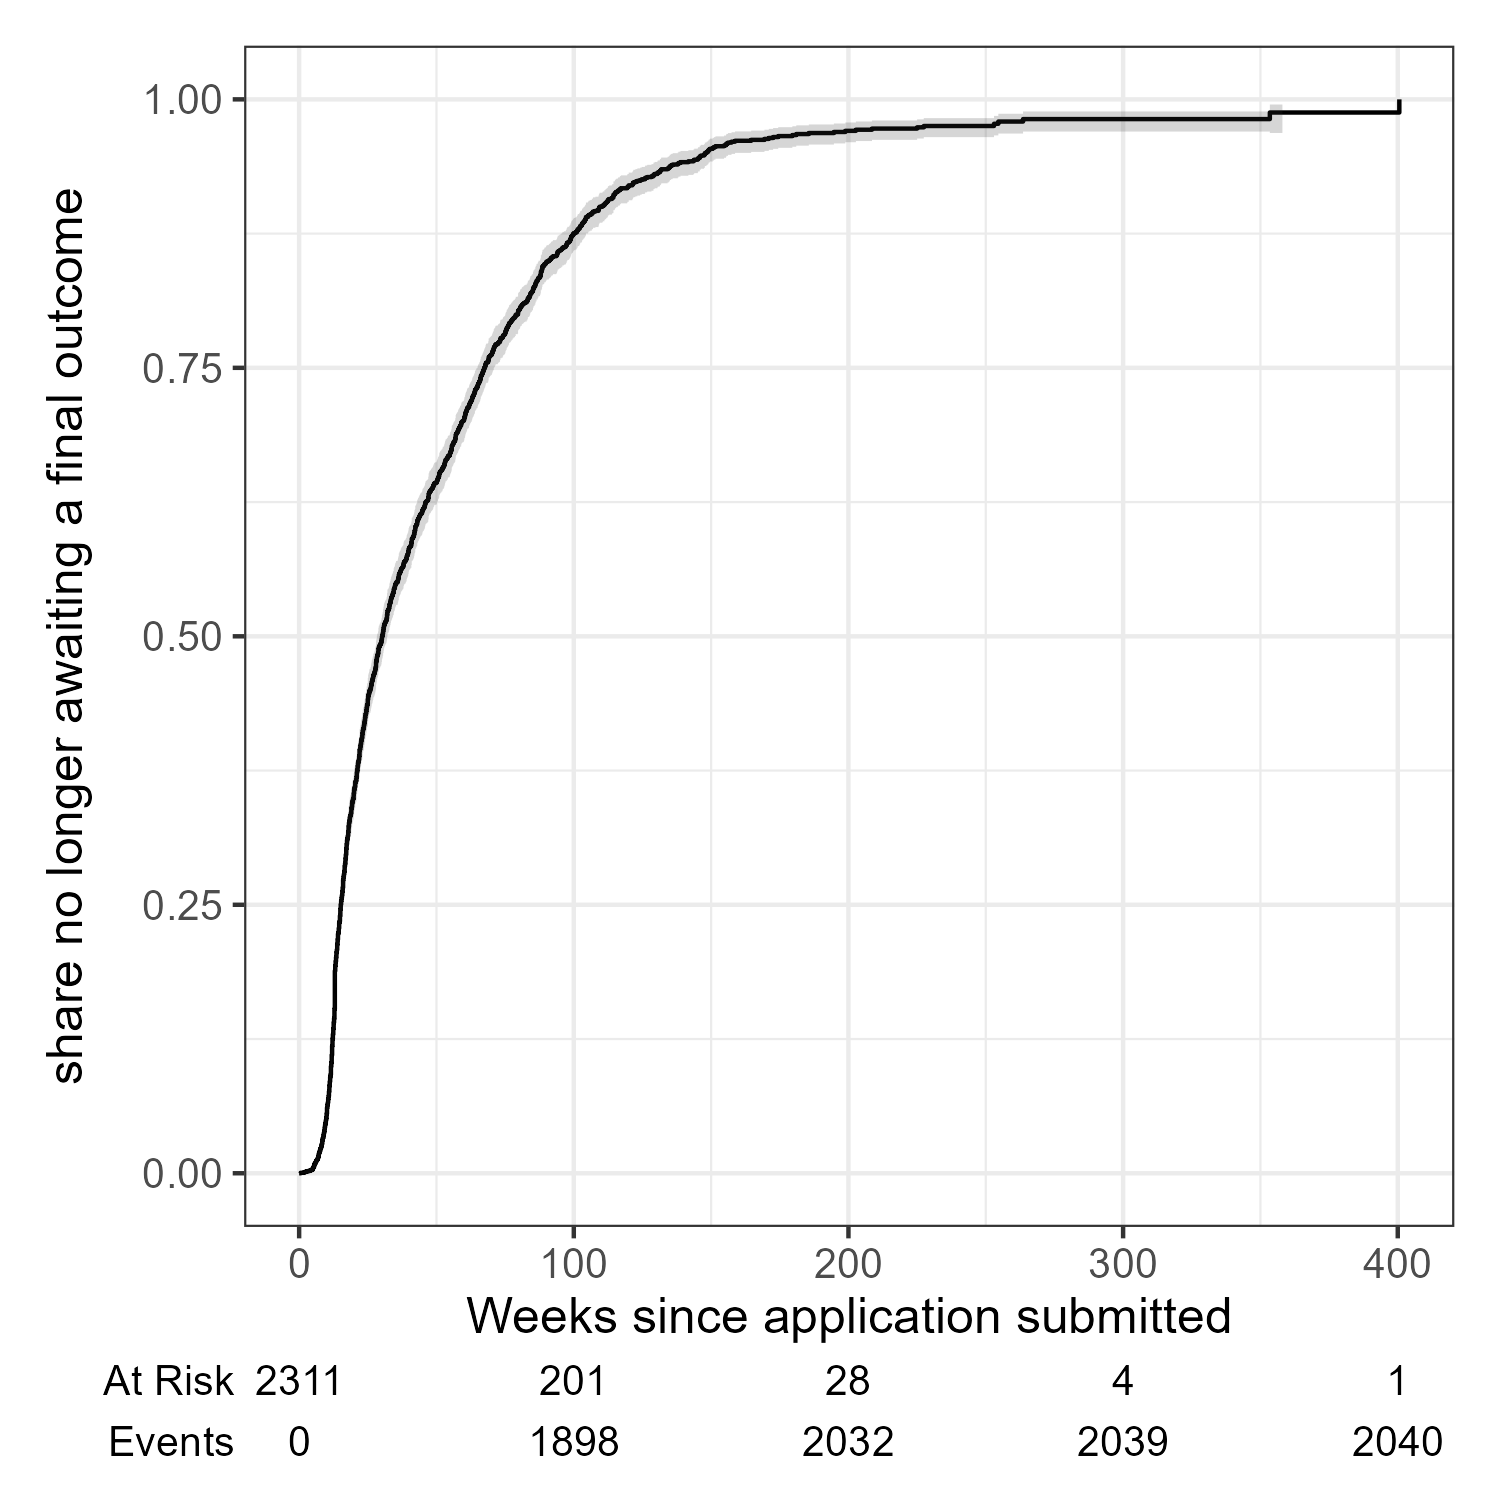 share no longer awaiting a final outcome
1.00
0.75
0.50
0.25
0.00
0 100 200 300 400
Weeks since application submitted
At Risk 2311 201 28 4 1
Events 0 1898 2032 2039 2040